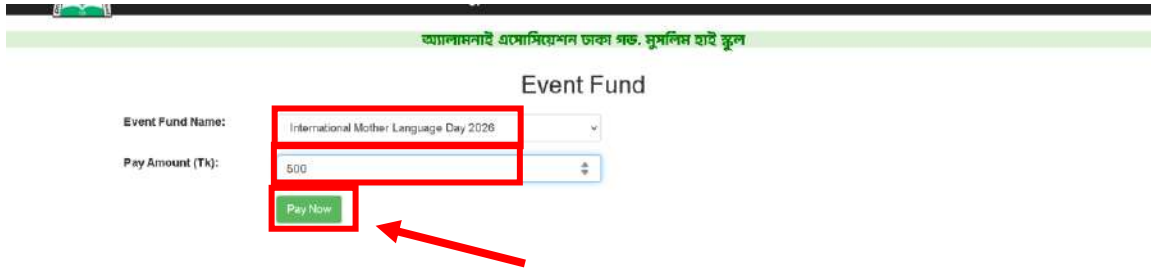 অ্যালামনাই এসোসিয়েশন ঢাকা গভ. মুসলিম হাই স্কুল
Event Fund
Event Fund Name:
International Mother Language Day 2026
Pay Amount (Tk):
500
Pay Now